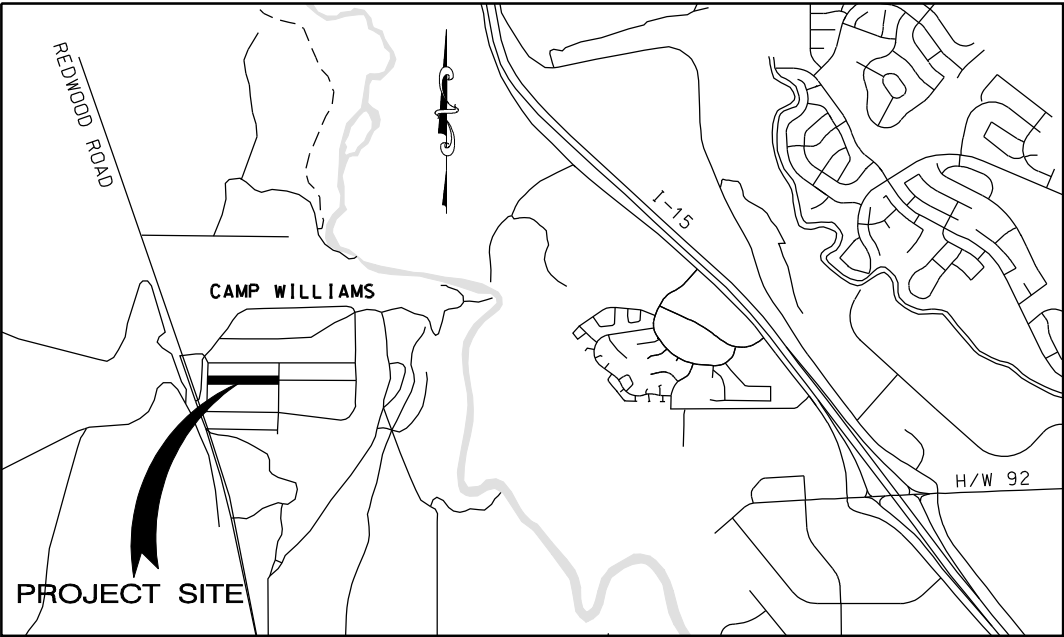 REDWOOD ROAD
I-15
CAMP WILLIAMS
H/W 92
PROJECT SITE